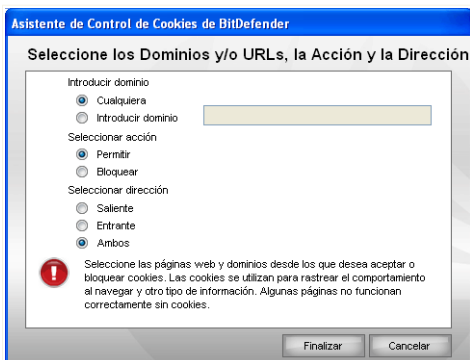 Asistente de Control de Cookies de BitDefender
Seleccione los Dominios y/o URLs, la Acción y la Dirección
Introducir dominio
Cualquiera
Introducir dominio
Seleccionar acción
Permitir
Bloquear
Seleccionar dirección
Saliente
Entrante
Ambos
Seleccione las páginas web y dominios desde los que desea aceptar o
bloquear cookies. Las cookies se utilizan para rastrear el comportamiento
al navegar y otro tipo de información. Algunas páginas no funcionan
correctamente sin cookies.
Finalizar
Cancelar